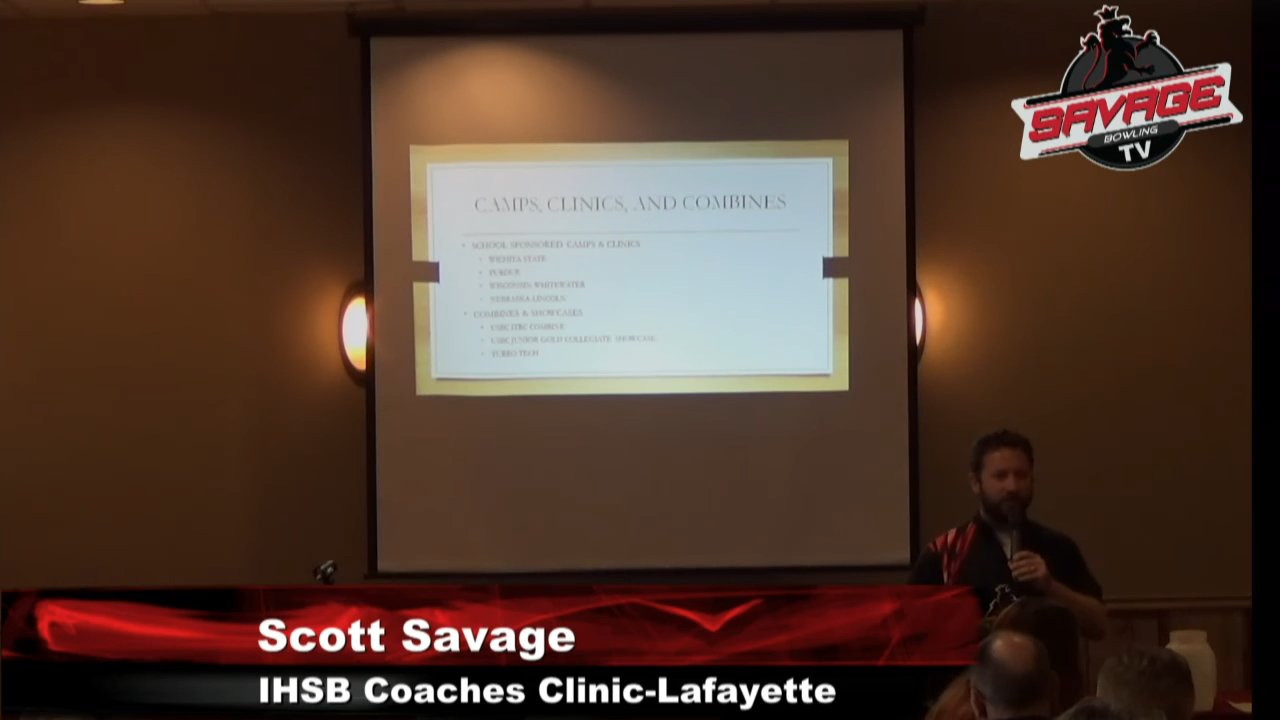 SAVAGE
BOWLING
TV
CAMPS, CLINICS, AND COMBINES
SCHOOL SPONSORED CAMPS & CLINICS
WICHITA STATE
PURDUE
WISCONSIN WHITEWATER
NEBRASKA LINCOLN
COMBINES & SHOWCASES
USBC ITRC COMBINE
USBC JUNIOR GOLD COLLEGIATE SHOWCASE
TURBO TECH
Scott Savage
IHSB Coaches Clinic-Lafayette